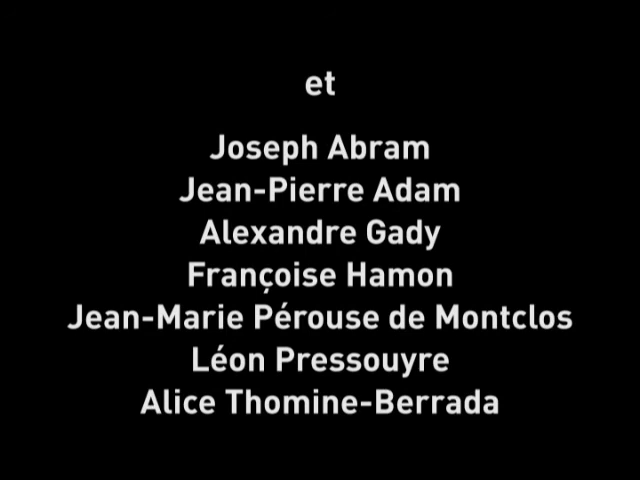 et
Joseph Abram
Jean-Pierre Adam
Alexandre Gady
Françoise Hamon
Jean-Marie Pérouse de Montclos
Léon Pressouyre
Alice Thomine-Berrada